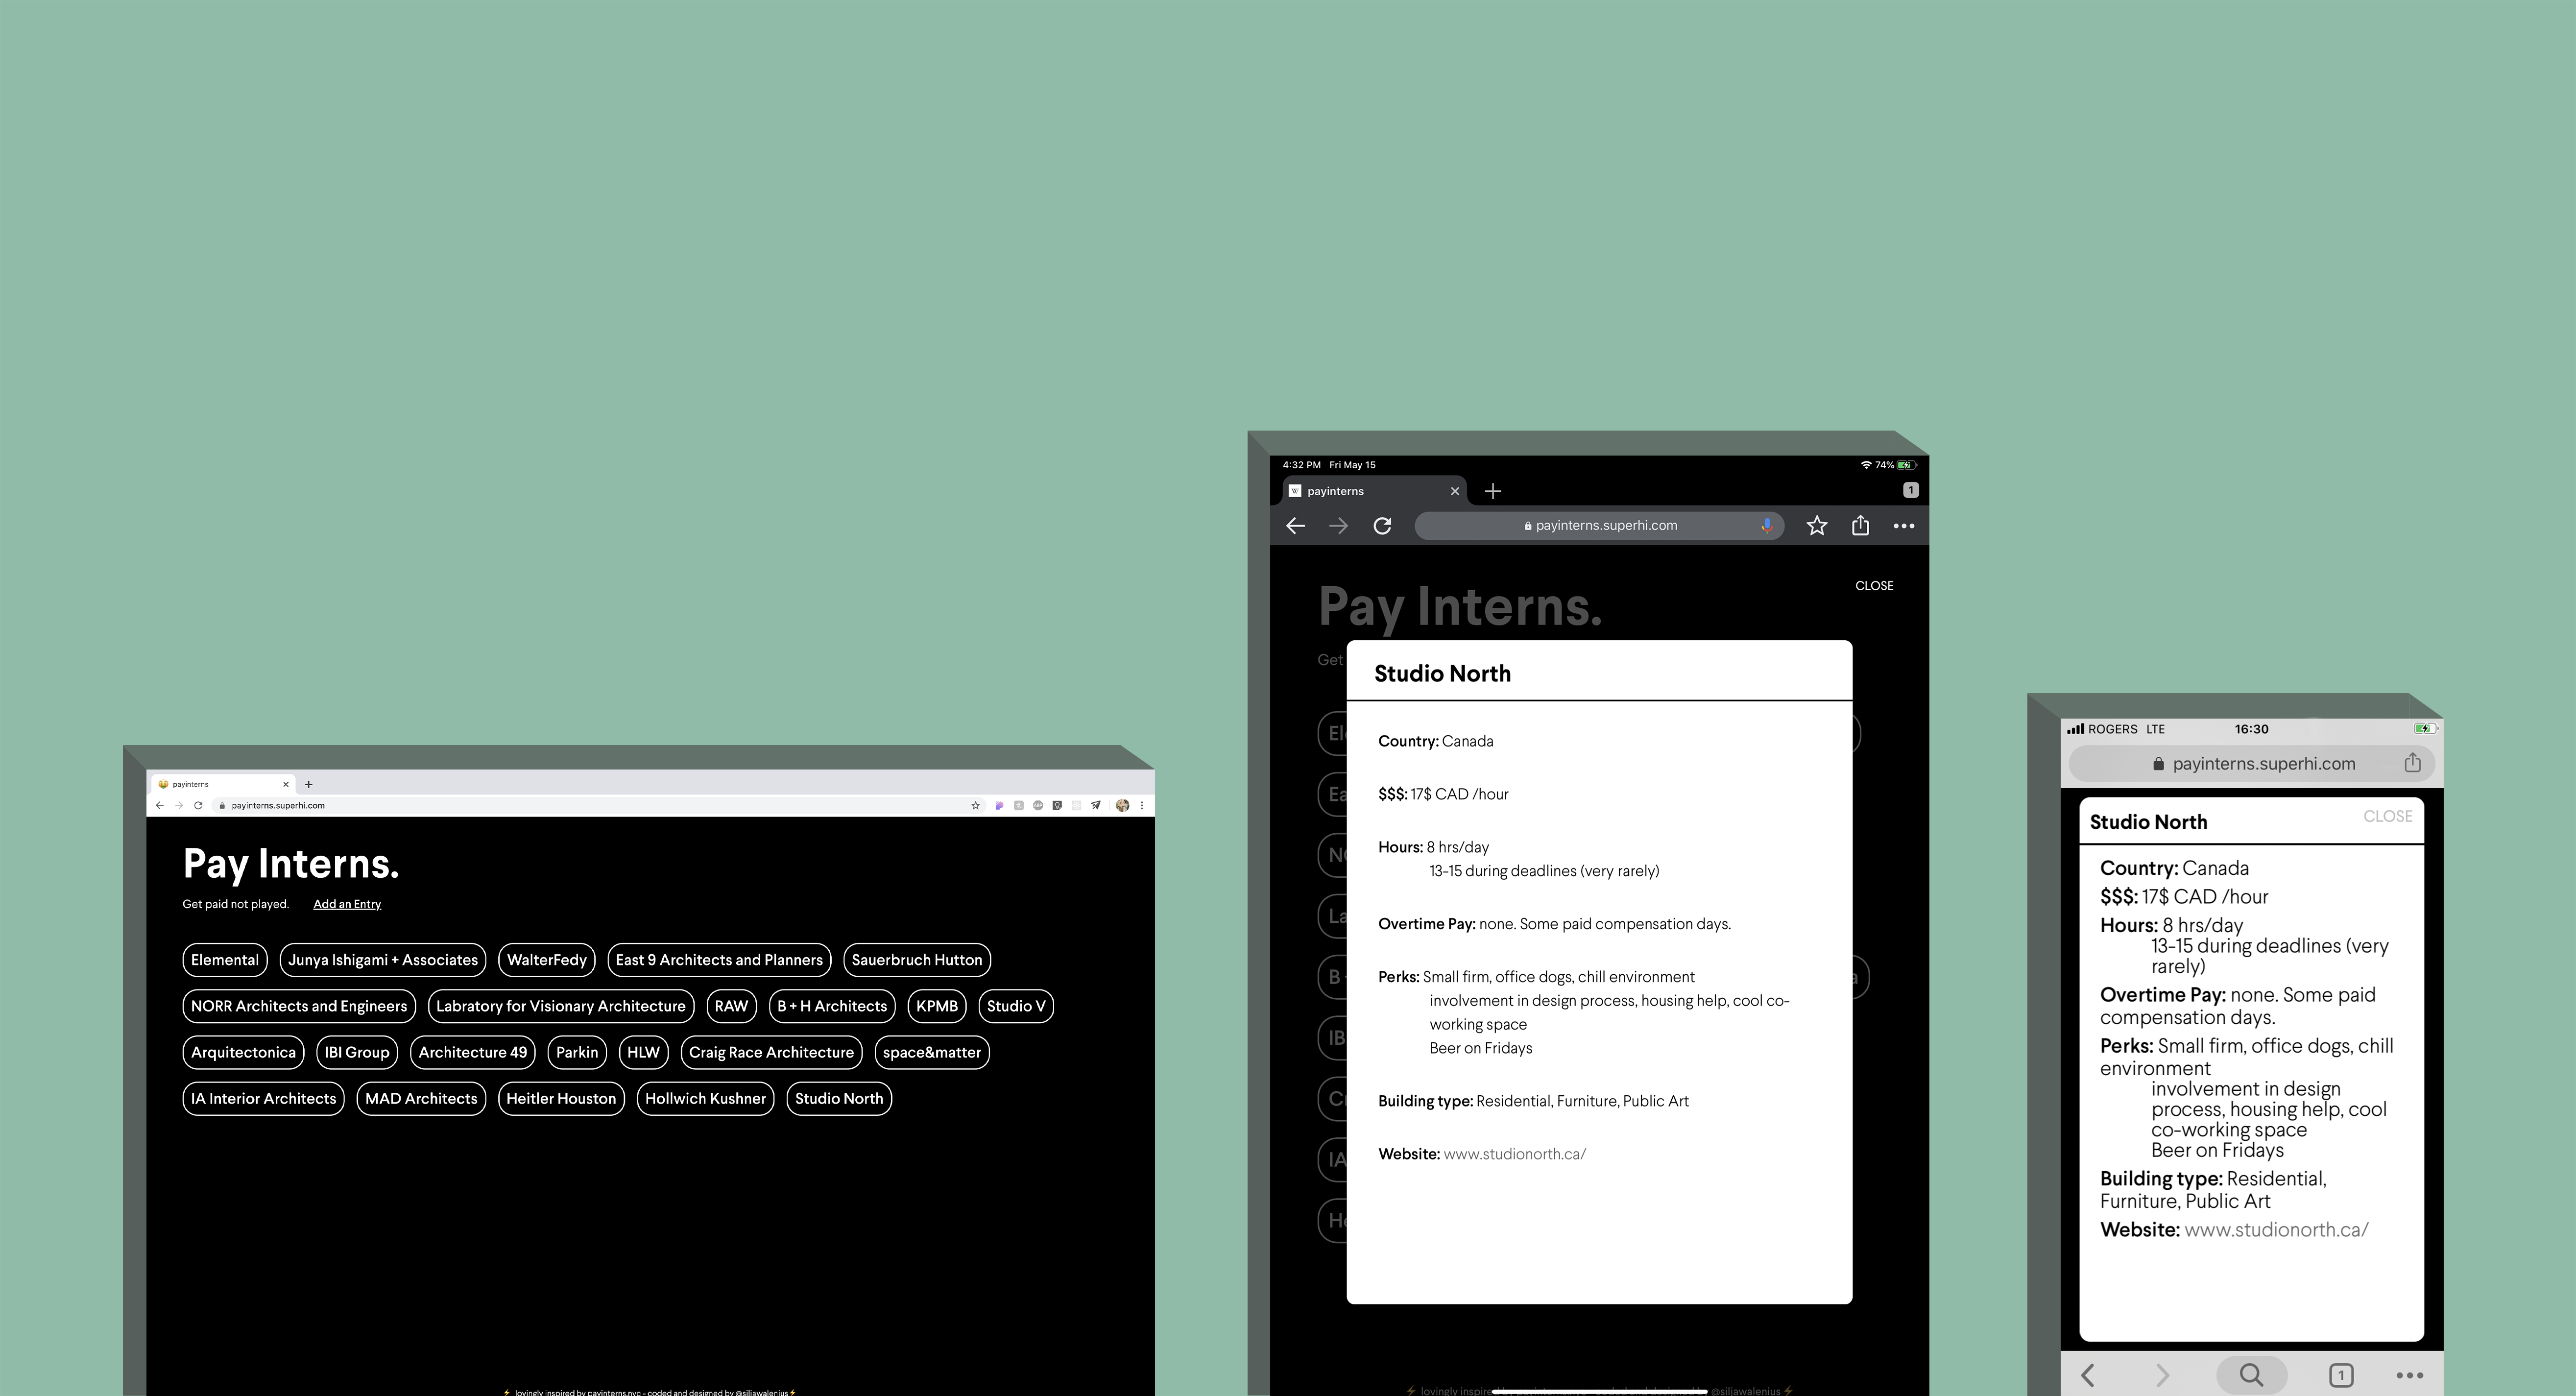 payinterns
payinterns.superhi.com
Pay Interns.
Get paid not played. Add an Entry
Elemental Junya Ishigami + Associates WalterFedy East 9 Architects and Planners Sauerbruch Hutton
NORR Architects and Engineers Labratory for Visionary Architecture RAW B + H Architects KPMB Studio V
Arquitectonica IBI Group Architecture 49 Parkin HLW Craig Race Architecture space&matter
IA Interior Architects MAD Architects Heitler Houston Hollwich Kushner Studio North
⚡ lovingly inspired by payinterns.nyc - coded and designed by @siljawalenius⚡
4:32 PM Fri May 15 74%
payinterns 1
payinterns.superhi.com
CLOSE
Pay Interns.
Get
Studio North
Country: Canada
$$$: 17$ CAD /hour
Hours: 8 hrs/day
13-15 during deadlines (very rarely)
Overtime Pay: none. Some paid compensation days.
Perks: Small firm, office dogs, chill environment
involvement in design process, housing help, cool co-
working space
Beer on Fridays
Building type: Residential, Furniture, Public Art
Website: www.studionorth.ca/
⚡ lovingly @siljawalenius ⚡
ROGERS LTE 16:30
payinterns.superhi.com
Studio North CLOSE
Country: Canada
$$$: 17$ CAD /hour
Hours: 8 hrs/day
13-15 during deadlines (very
rarely)
Overtime Pay: none. Some paid
compensation days.
Perks: Small firm, office dogs, chill
environment
involvement in design
process, housing help, cool
co-working space
Beer on Fridays
Building type: Residential,
Furniture, Public Art
Website: www.studionorth.ca/
1